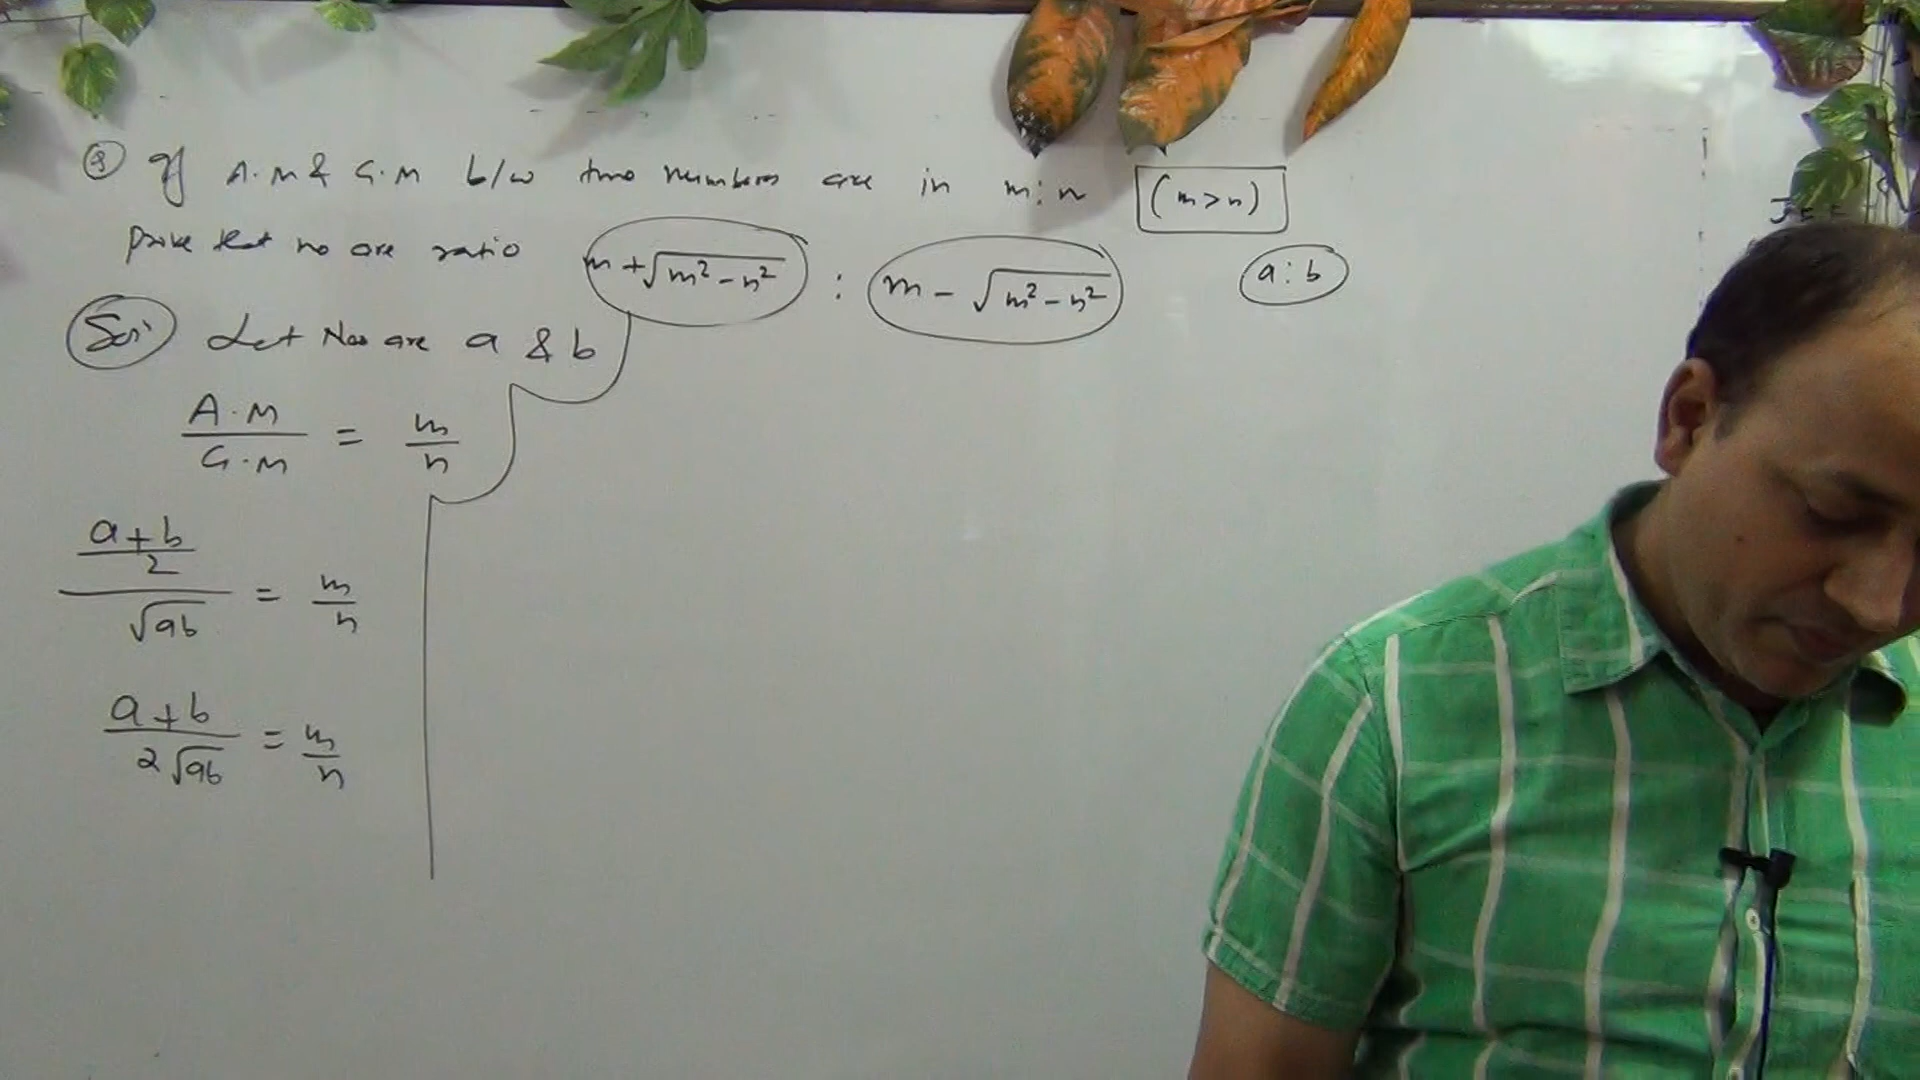 Q If A.M & G.M b/w two numbers are in m:n (m>n)
prove that no are ratio m+√(m²-n²) : m-√(m²-n²) a:b
Sol: Let Nos are a & b
A.M/G.M = m/n
((a+b)/2)/√ab = m/n
(a+b)/(2√ab) = m/n
JEE